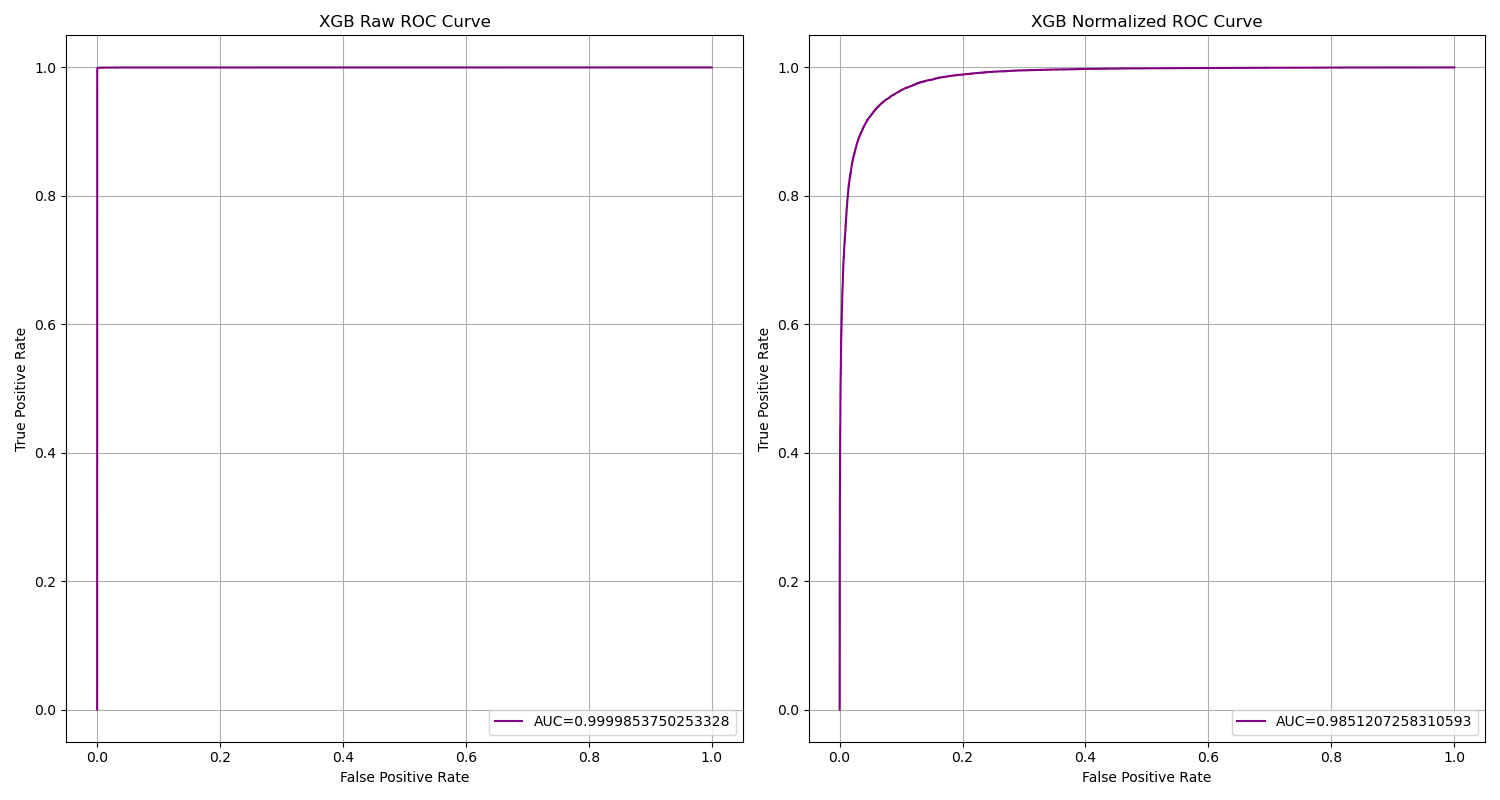 XGB Raw ROC Curve
1.0
0.8
0.6
0.4
0.2
0.0
True Positive Rate
AUC=0.9999853750253328
0.0 0.2 0.4 0.6 0.8 1.0
False Positive Rate
XGB Normalized ROC Curve
1.0
0.8
0.6
0.4
0.2
0.0
True Positive Rate
AUC=0.9851207258310593
0.0 0.2 0.4 0.6 0.8 1.0
False Positive Rate